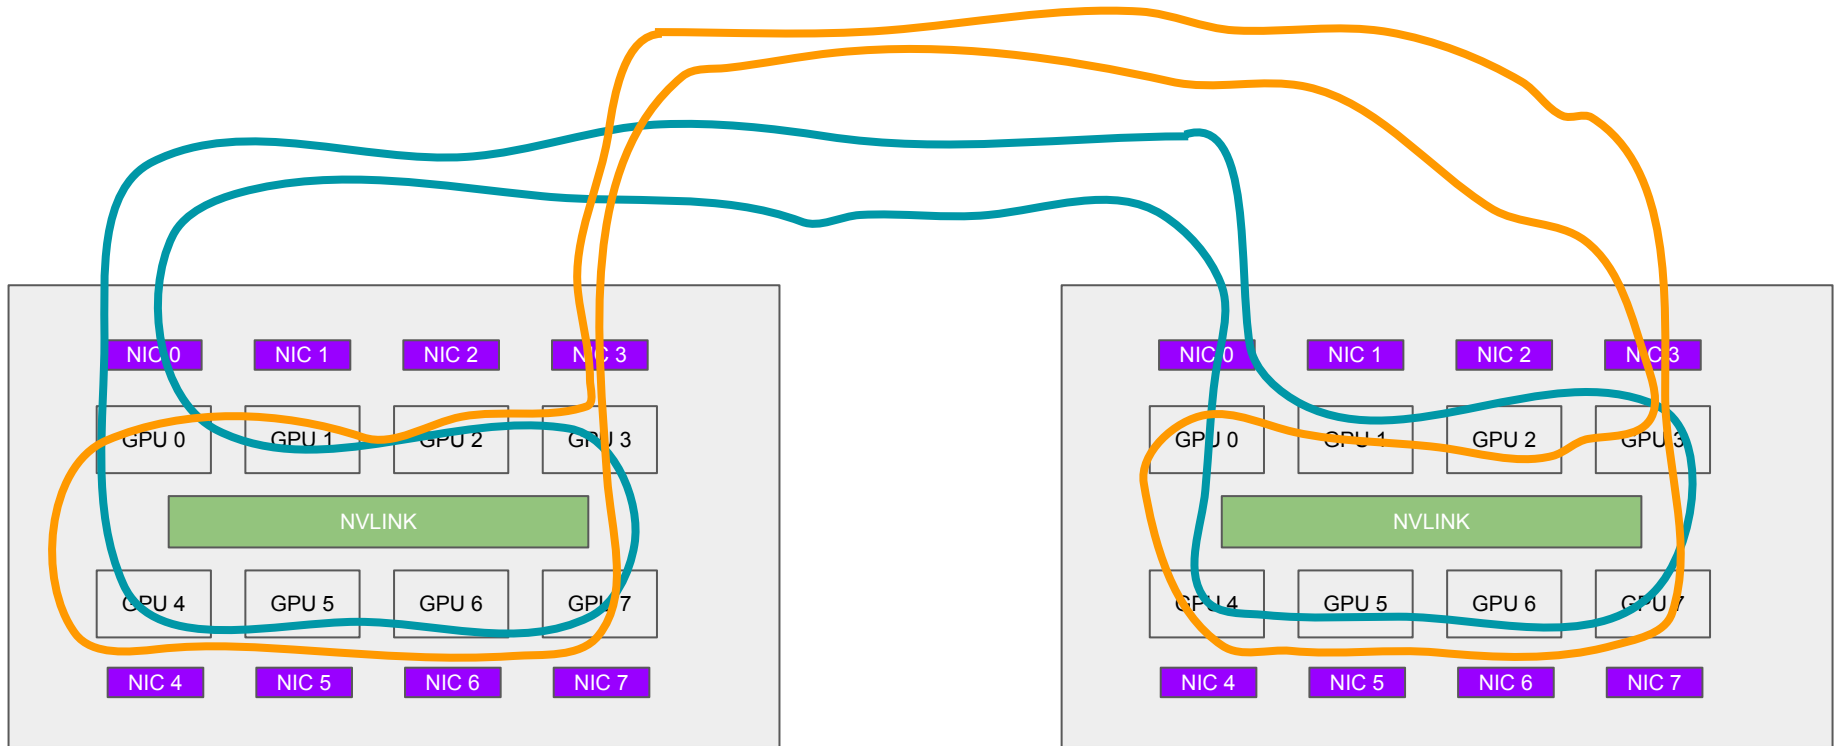 NIC 0 NIC 1 NIC 2 NIC 3
GPU 0 GPU 1 GPU 2 GPU 3
NVLINK
GPU 4 GPU 5 GPU 6 GPU 7
NIC 4 NIC 5 NIC 6 NIC 7
NIC 0 NIC 1 NIC 2 NIC 3
GPU 0 GPU 1 GPU 2 GPU 3
NVLINK
GPU 4 GPU 5 GPU 6 GPU 7
NIC 4 NIC 5 NIC 6 NIC 7